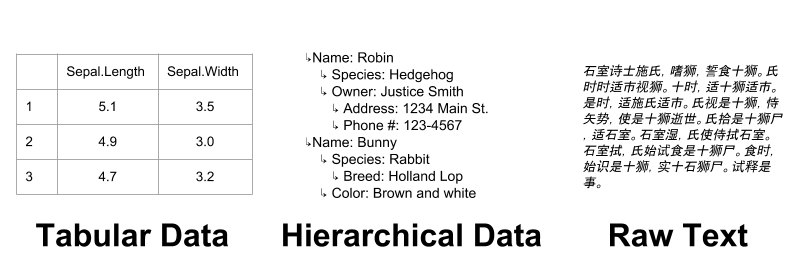 Sepal.Length Sepal.Width
1 5.1 3.5
2 4.9 3.0
3 4.7 3.2
Tabular Data
↳Name: Robin
↳ Species: Hedgehog
↳ Owner: Justice Smith
↳ Address: 1234 Main St.
↳ Phone #: 123-4567
↳Name: Bunny
↳ Species: Rabbit
↳ Breed: Holland Lop
↳ Color: Brown and white
Hierarchical Data
石室诗士施氏, 嗜狮, 誓食十狮。氏
时时适市视狮。十时, 适十狮适市。
是时, 适施氏适市。氏视是十狮, 恃
矢势, 使是十狮逝世。氏拾是十狮尸
, 适石室。石室湿, 氏使侍拭石室。
石室拭, 氏始试食是十狮尸。食时,
始识是十狮, 实十石狮尸。试释是
事。
Raw Text